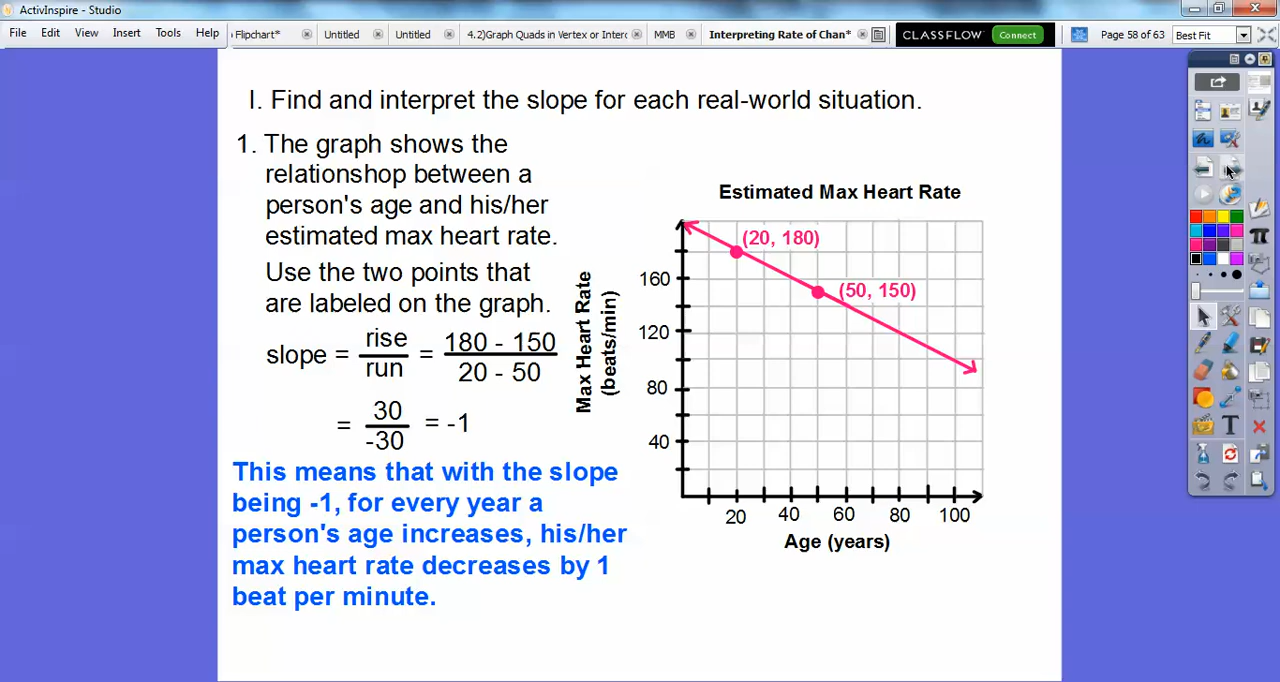 ActivInspire - Studio
File Edit View Insert Tools Help Flipchart* Untitled Untitled 4.2)Graph Quads in Vertex or Interc MMB Interpreting Rate of Chan* CLASSFLOW Connect Page 58 of 63 Best Fit
I. Find and interpret the slope for each real-world situation.
1. The graph shows the
relationshop between a
person's age and his/her
estimated max heart rate.
Use the two points that
are labeled on the graph.
slope = rise/run = 180 - 150/20 - 50
= 30/-30 = -1
This means that with the slope
being -1, for every year a
person's age increases, his/her
max heart rate decreases by 1
beat per minute.
Estimated Max Heart Rate
(20, 180)
(50, 150)
Max Heart Rate
(beats/min)
160
120
80
40
20 40 60 80 100
Age (years)